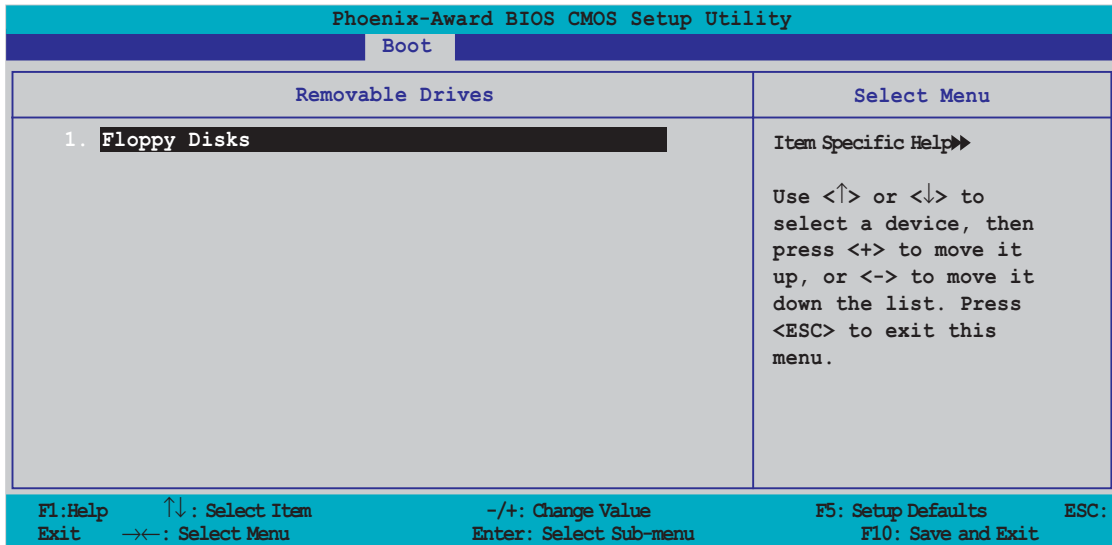 Phoenix-Award BIOS CMOS Setup Utility
Boot
Removable Drives
Select Menu
1. Floppy Disks
Item Specific Help▶▶
Use <↑> or <↓> to
select a device, then
press <+> to move it
up, or <-> to move it
down the list. Press
<ESC> to exit this
menu.
F1:Help ↑↓: Select Item -/+: Change Value F5: Setup Defaults ESC:
Exit →←: Select Menu Enter: Select Sub-menu F10: Save and Exit